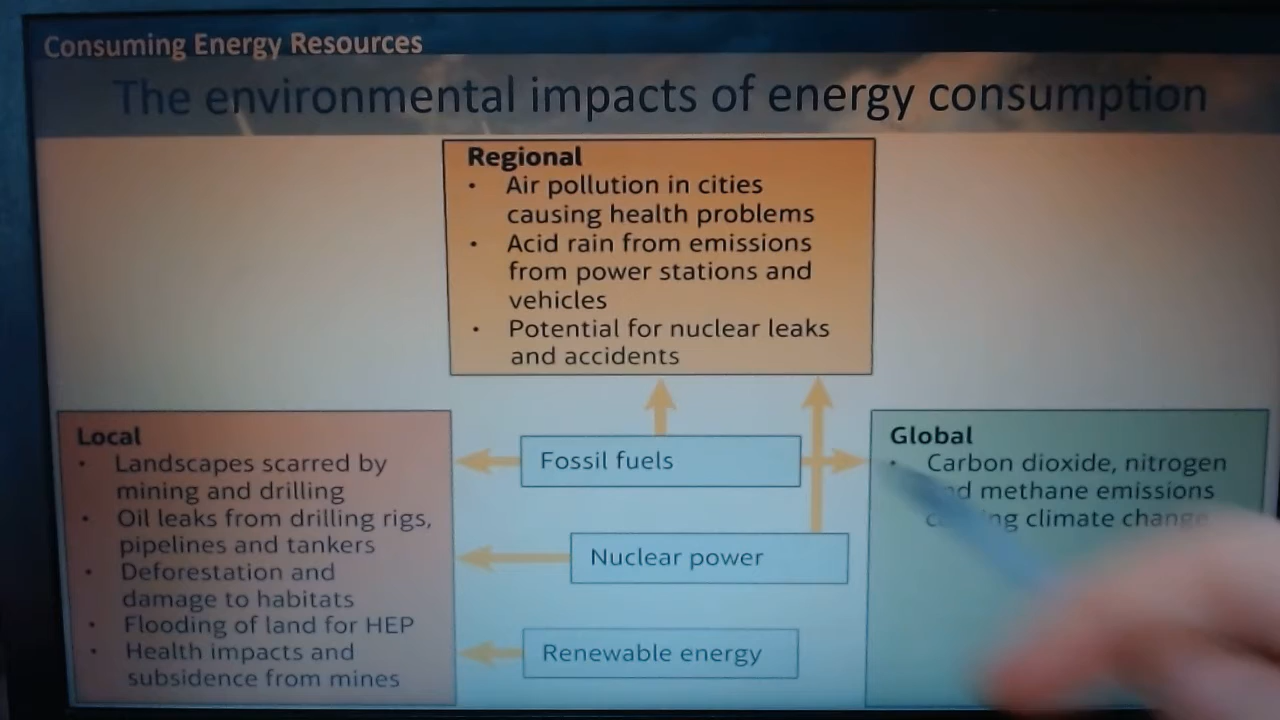 Consuming Energy Resources
The environmental impacts of energy consumption
Regional
• Air pollution in cities
causing health problems
• Acid rain from emissions
from power stations and
vehicles
• Potential for nuclear leaks
and accidents
Local
• Landscapes scarred by
mining and drilling
• Oil leaks from drilling rigs,
pipelines and tankers
• Deforestation and
damage to habitats
• Flooding of land for HEP
• Health impacts and
subsidence from mines
Fossil fuels
Nuclear power
Renewable energy
Global
• Carbon dioxide, nitrogen
methane emissions
climate change